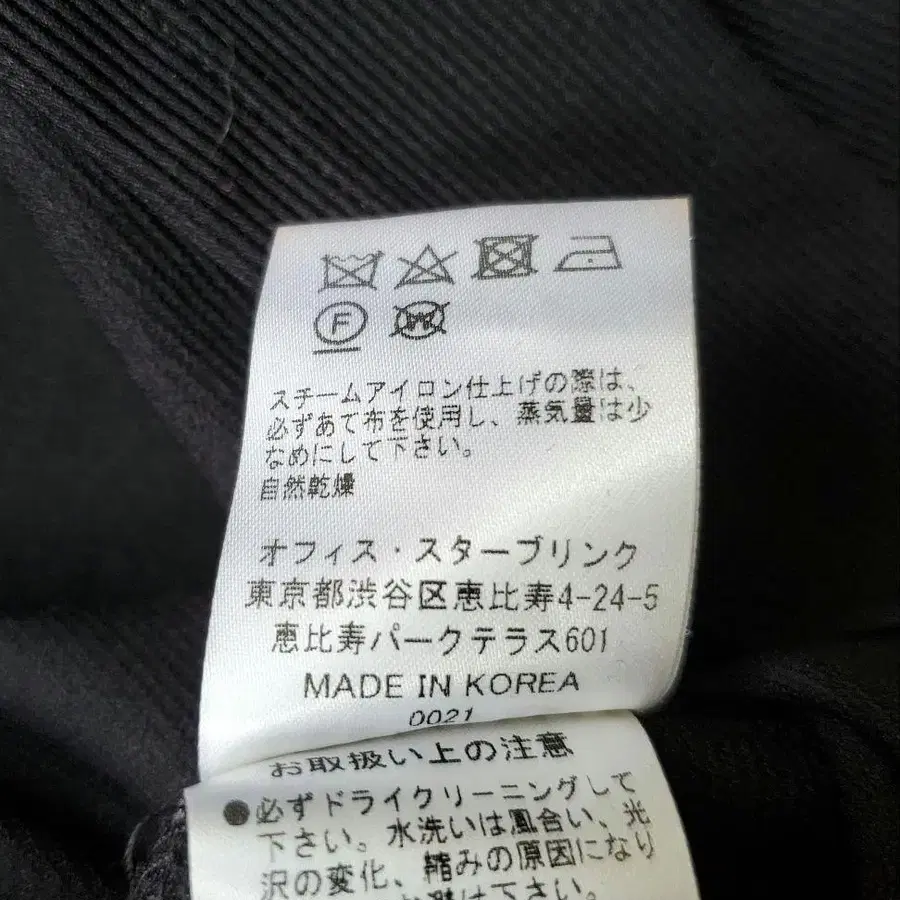 F
W
スチームアイロン仕上げの際は、
必ずあて布を使用し、蒸気量は少
なめにして下さい。
自然乾燥
オフィス・スターブリンク
東京都渋谷区恵比寿4-24-5
恵比寿パークテラス601
MADE IN KOREA
0021
お取扱い上の注意
●必ずドライクリーニングして
下さい。水洗いは風合い、光
沢の変化、縮みの原因になり
下さい。